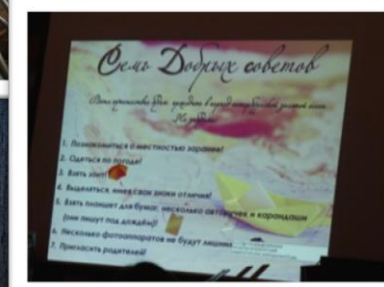 Семь Добрых советов
1. Познакомиться с местностью заранее!
2. Одеться по погоде!
3. Взять зонт!
4. Выделяться, имея свои знаки отличия!
5. Взять планшет для бумаг, несколько авторучек и карандаши
(они пишут под дождём)!
6. Несколько фотоаппаратов не будут лишними
7. Пригласить родителей!